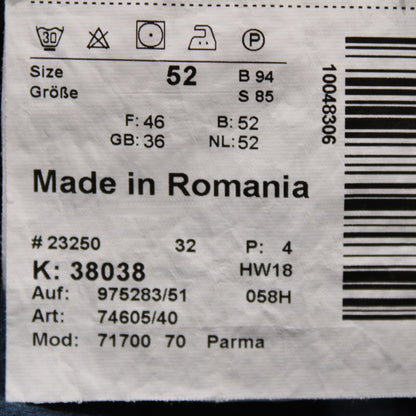 30 P
Size 52 B 94
Größe S 85
F: 46 B: 52
GB: 36 NL: 52
Made in Romania
# 23250 32 P: 4
K: 38038 HW18
Auf: 975283/51 058H
Art: 74605/40
Mod: 71700 70 Parma
10048306